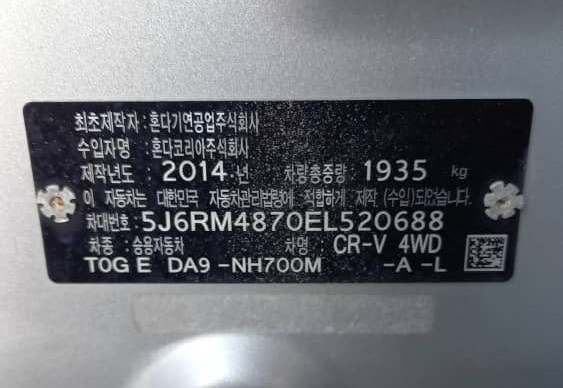 최초제작자 : 혼다기연공업주식회사
수입자명 : 혼다코리아주식회사
제작년도 : 2014 년 차량총중량 : 1935 kg
이 자동차는 대한민국 자동차관리법령에 적합하게 제작 (수입)되었습니다.
차대번호 : 5J6RM4870EL520688
차종 : 승용자동차 차명 : CR-V 4WD
T0G E DA9 -NH700M -A -L